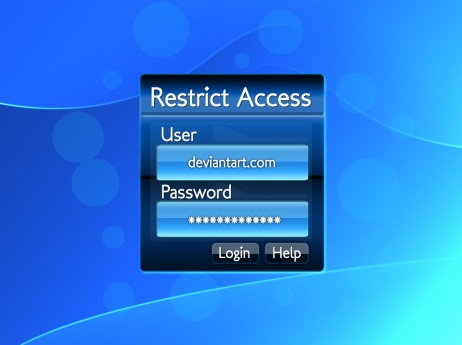 Restrict Access
User
deviantart.com
Password
*************
Login Help